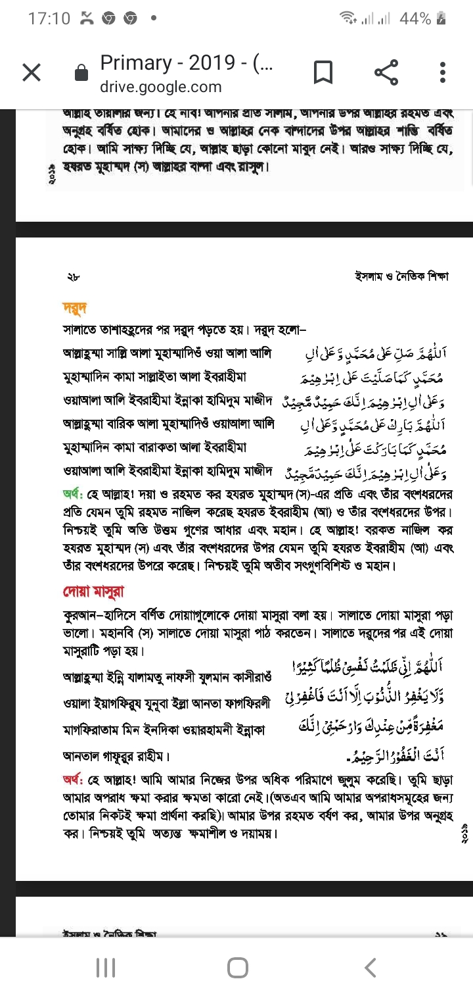 17:10
44%
Primary - 2019 - (...
drive.google.com
আল্লাহ তায়ালার জন্য। হে নবি! আপনার প্রতি সালাম, আপনার উপর আল্লাহর রহমত এবং
অনুগ্রহ বর্ষিত হোক। আমাদের ও আল্লাহর নেক বান্দাদের উপর আল্লাহর শান্তি বর্ষিত
হোক। আমি সাক্ষ্য দিচ্ছি যে, আল্লাহ ছাড়া কোনো মাবুদ নেই। আরও সাক্ষ্য দিচ্ছি যে,
হযরত মুহাম্মদ (স) আল্লাহর বান্দা এবং রাসুল।
২০১৯
২৮ ইসলাম ও নৈতিক শিক্ষা
দরুদ
সালাতে তাশাহহুদের পর দরুদ পড়তে হয়। দরুদ হলো–
আল্লাহুম্মা সাল্লি আলা মুহাম্মাদিওঁ ওয়া আলা আলি اَللّٰهُمَّ صَلِّ عَلٰى مُحَمَّدٍ وَّعَلٰى اٰلِ
মুহাম্মাদিন কামা সাল্লাইতা আলা ইবরাহীমা مُحَمَّدٍ كَمَا صَلَّيْتَ عَلٰى اِبْرٰهِيْمَ
ওয়াআলা আলি ইবরাহীমা ইন্নাকা হামিদুম মাজীদ وَعَلٰى اٰلِ اِبْرٰهِيْمَ اِنَّكَ حَمِيْدٌ مَّجِيْدٌ
আল্লাহুম্মা বারিক আলা মুহাম্মাদিওঁ ওয়াআলা আলি اَللّٰهُمَّ بَارِكْ عَلٰى مُحَمَّدٍ وَّعَلٰى اٰلِ
মুহাম্মাদিন কামা বারাকতা আলা ইবরাহীমা مُحَمَّدٍ كَمَا بَارَكْتَ عَلٰى اِبْرٰهِيْمَ
ওয়াআলা আলি ইবরাহীমা ইন্নাকা হামিদুম মাজীদ وَعَلٰى اٰلِ اِبْرٰهِيْمَ اِنَّكَ حَمِيْدٌ مَّجِيْدٌ
অর্থ: হে আল্লাহ! দয়া ও রহমত কর হযরত মুহাম্মদ (স)-এর প্রতি এবং তাঁর বংশধরদের
প্রতি যেমন তুমি রহমত নাজিল করেছ হযরত ইবরাহীম (আ) ও তাঁর বংশধরদের উপর।
নিশ্চয়ই তুমি অতি উত্তম গুণের আধার এবং মহান। হে আল্লাহ! বরকত নাজিল কর
হযরত মুহাম্মদ (স) এবং তাঁর বংশধরদের উপর যেমন তুমি হযরত ইবরাহীম (আ) এবং
তাঁর বংশধরদের উপরে করেছ। নিশ্চয়ই তুমি অতীব সৎগুণবিশিষ্ট ও মহান।
দোয়া মাসুরা
কুরআন–হাদিসে বর্ণিত দোয়াগুলোকে দোয়া মাসুরা বলা হয়। সালাতে দোয়া মাসুরা পড়া
ভালো। মহানবি (স) সালাতে দোয়া মাসুরা পাঠ করতেন। সালাতে দরুদের পর এই দোয়া
মাসুরাটি পড়া হয়।
আল্লাহুম্মা ইন্নি যালামতু নাফসী যুলমান কাসীরাওঁ اَللّٰهُمَّ اِنِّىْ ظَلَمْتُ نَفْسِىْ ظُلْمًا كَثِيْرًا
ওয়ালা ইয়াগফিরুয যুনূবা ইল্লা আনতা ফাগফিরলী وَّلَا يَغْفِرُ الذُّنُوْبَ اِلَّا اَنْتَ فَاغْفِرْ لِىْ
মাগফিরাতাম মিন ইনদিকা ওয়ারহামনী ইন্নাকা مَغْفِرَةً مِّنْ عِنْدِكَ وَارْحَمْنِىْ اِنَّكَ
আনতাল গাফূরুর রাহীম। اَنْتَ الْغَفُوْرُ الرَّحِيْمُ.
অর্থ: হে আল্লাহ! আমি আমার নিজের উপর অধিক পরিমাণে জুলুম করেছি। তুমি ছাড়া
আমার অপরাধ ক্ষমা করার ক্ষমতা কারো নেই।(অতএব আমি আমার অপরাধসমূহের জন্য
তোমার নিকটই ক্ষমা প্রার্থনা করছি)। আমার উপর রহমত বর্ষণ কর, আমার উপর অনুগ্রহ
কর। নিশ্চয়ই তুমি অত্যন্ত ক্ষমাশীল ও দয়াময়।
২০১৯
ইসলাম ও নৈতিক শিক্ষা ২৯